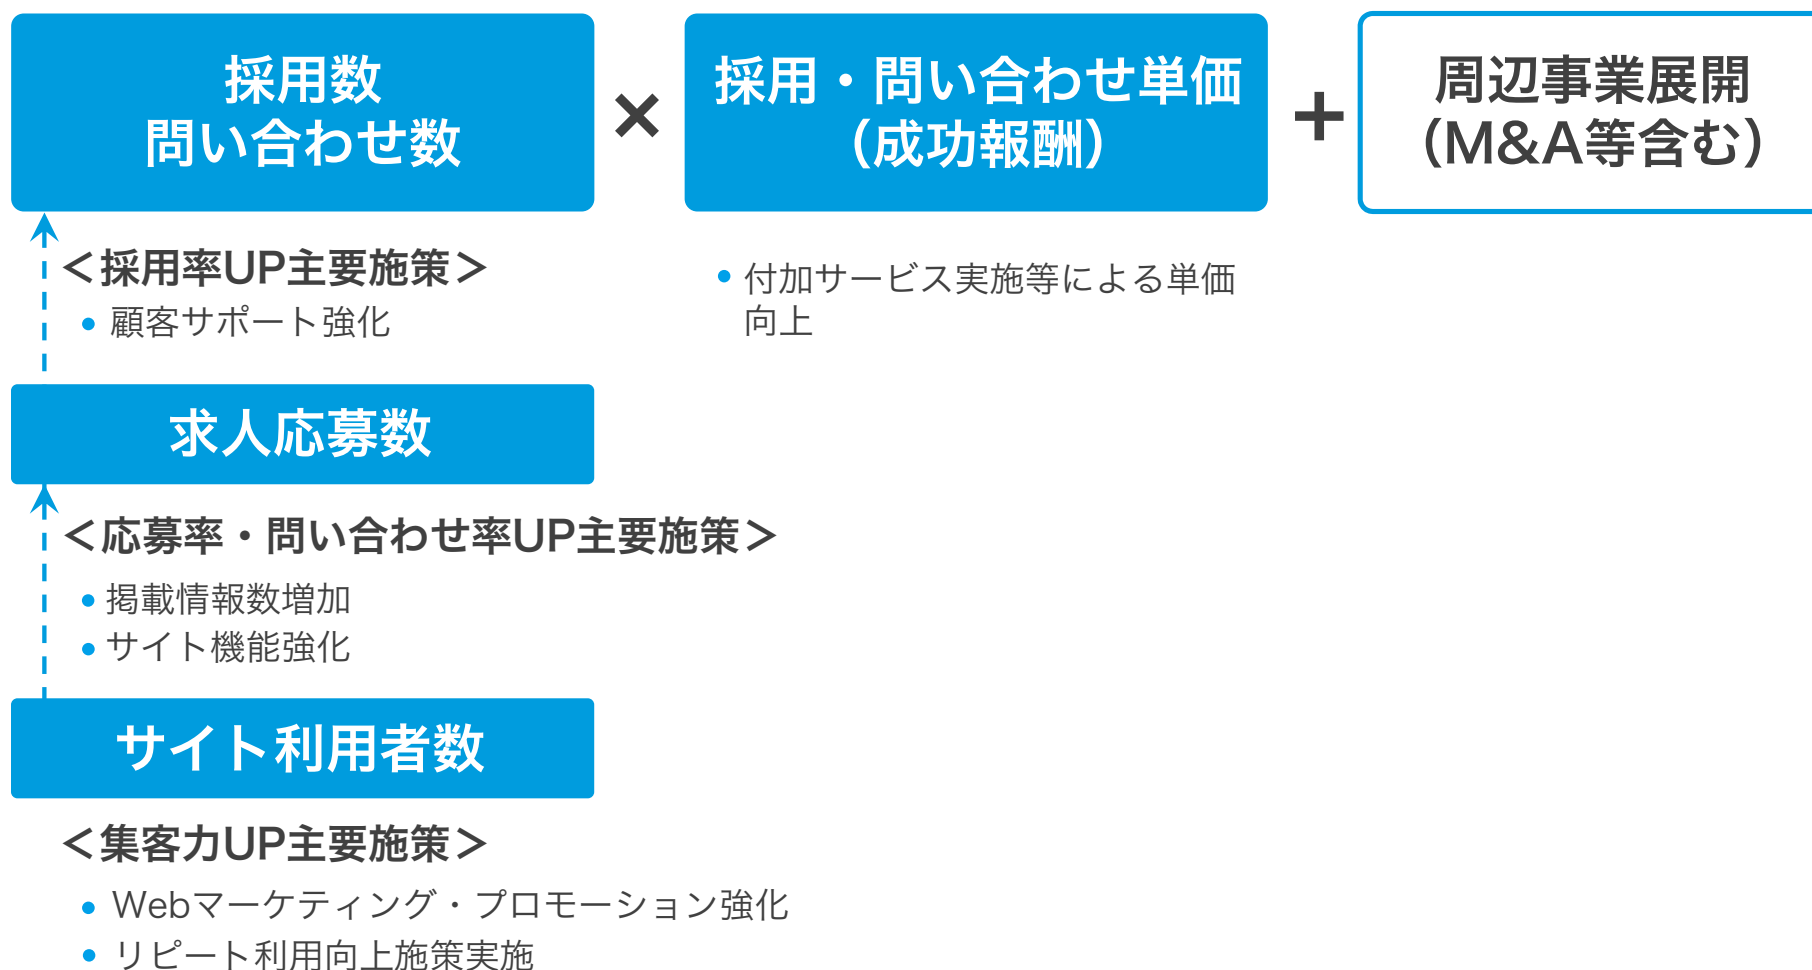 採用数
問い合わせ数
×
採用・問い合わせ単価
（成功報酬）
+
周辺事業展開
（M&A等含む）
＜採用率UP主要施策＞
• 顧客サポート強化
• 付加サービス実施等による単価
向上
求人応募数
＜応募率・問い合わせ率UP主要施策＞
• 掲載情報数増加
• サイト機能強化
サイト利用者数
＜集客力UP主要施策＞
• Webマーケティング・プロモーション強化
• リピート利用向上施策実施